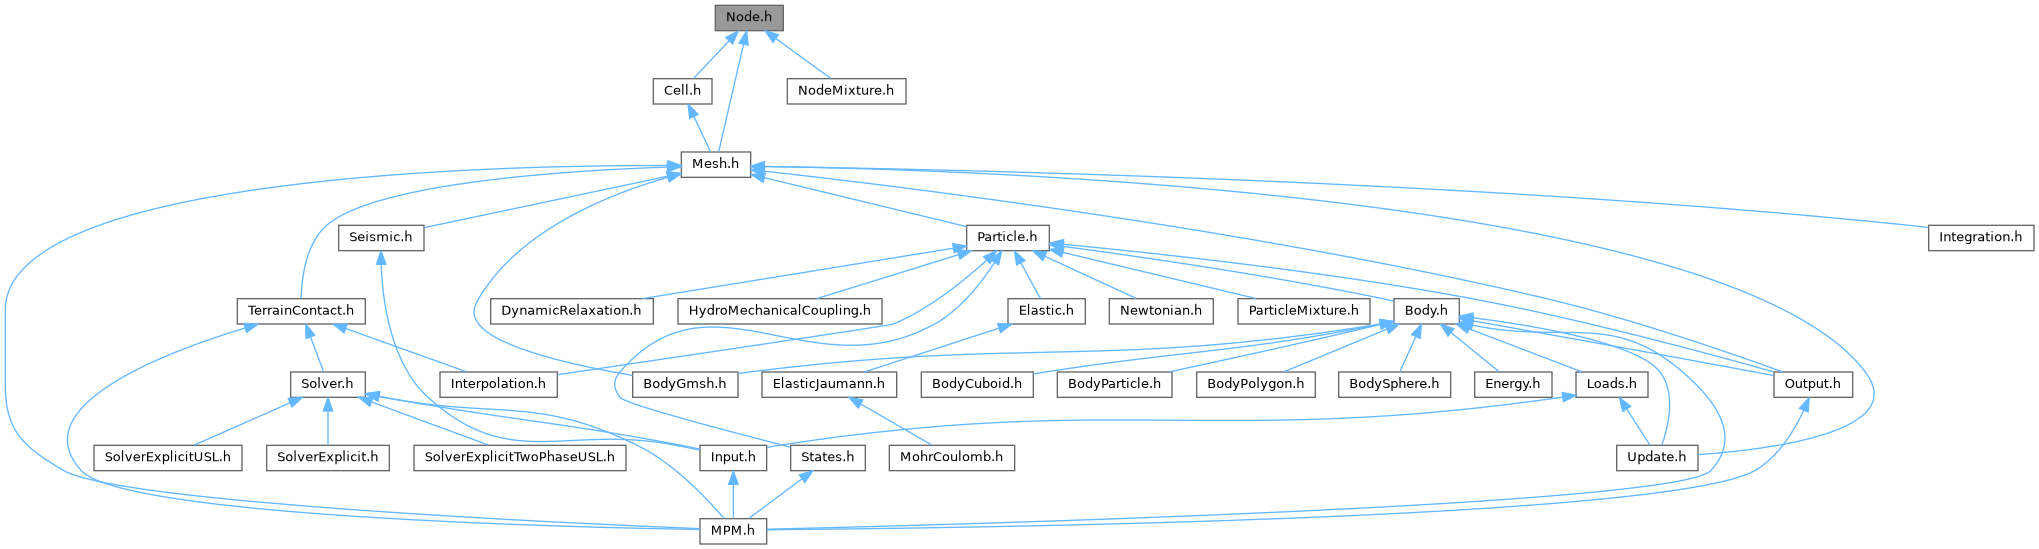 Node.h
Cell.h
NodeMixture.h
Mesh.h
Seismic.h
Particle.h
Integration.h
TerrainContact.h
DynamicRelaxation.h
HydroMechanicalCoupling.h
Elastic.h
Newtonian.h
ParticleMixture.h
Body.h
Solver.h
Interpolation.h
BodyGmsh.h
ElasticJaumann.h
BodyCuboid.h
BodyParticle.h
BodyPolygon.h
BodySphere.h
Energy.h
Loads.h
Output.h
SolverExplicitUSL.h
SolverExplicit.h
SolverExplicitTwoPhaseUSL.h
Input.h
States.h
MohrCoulomb.h
Update.h
MPM.h